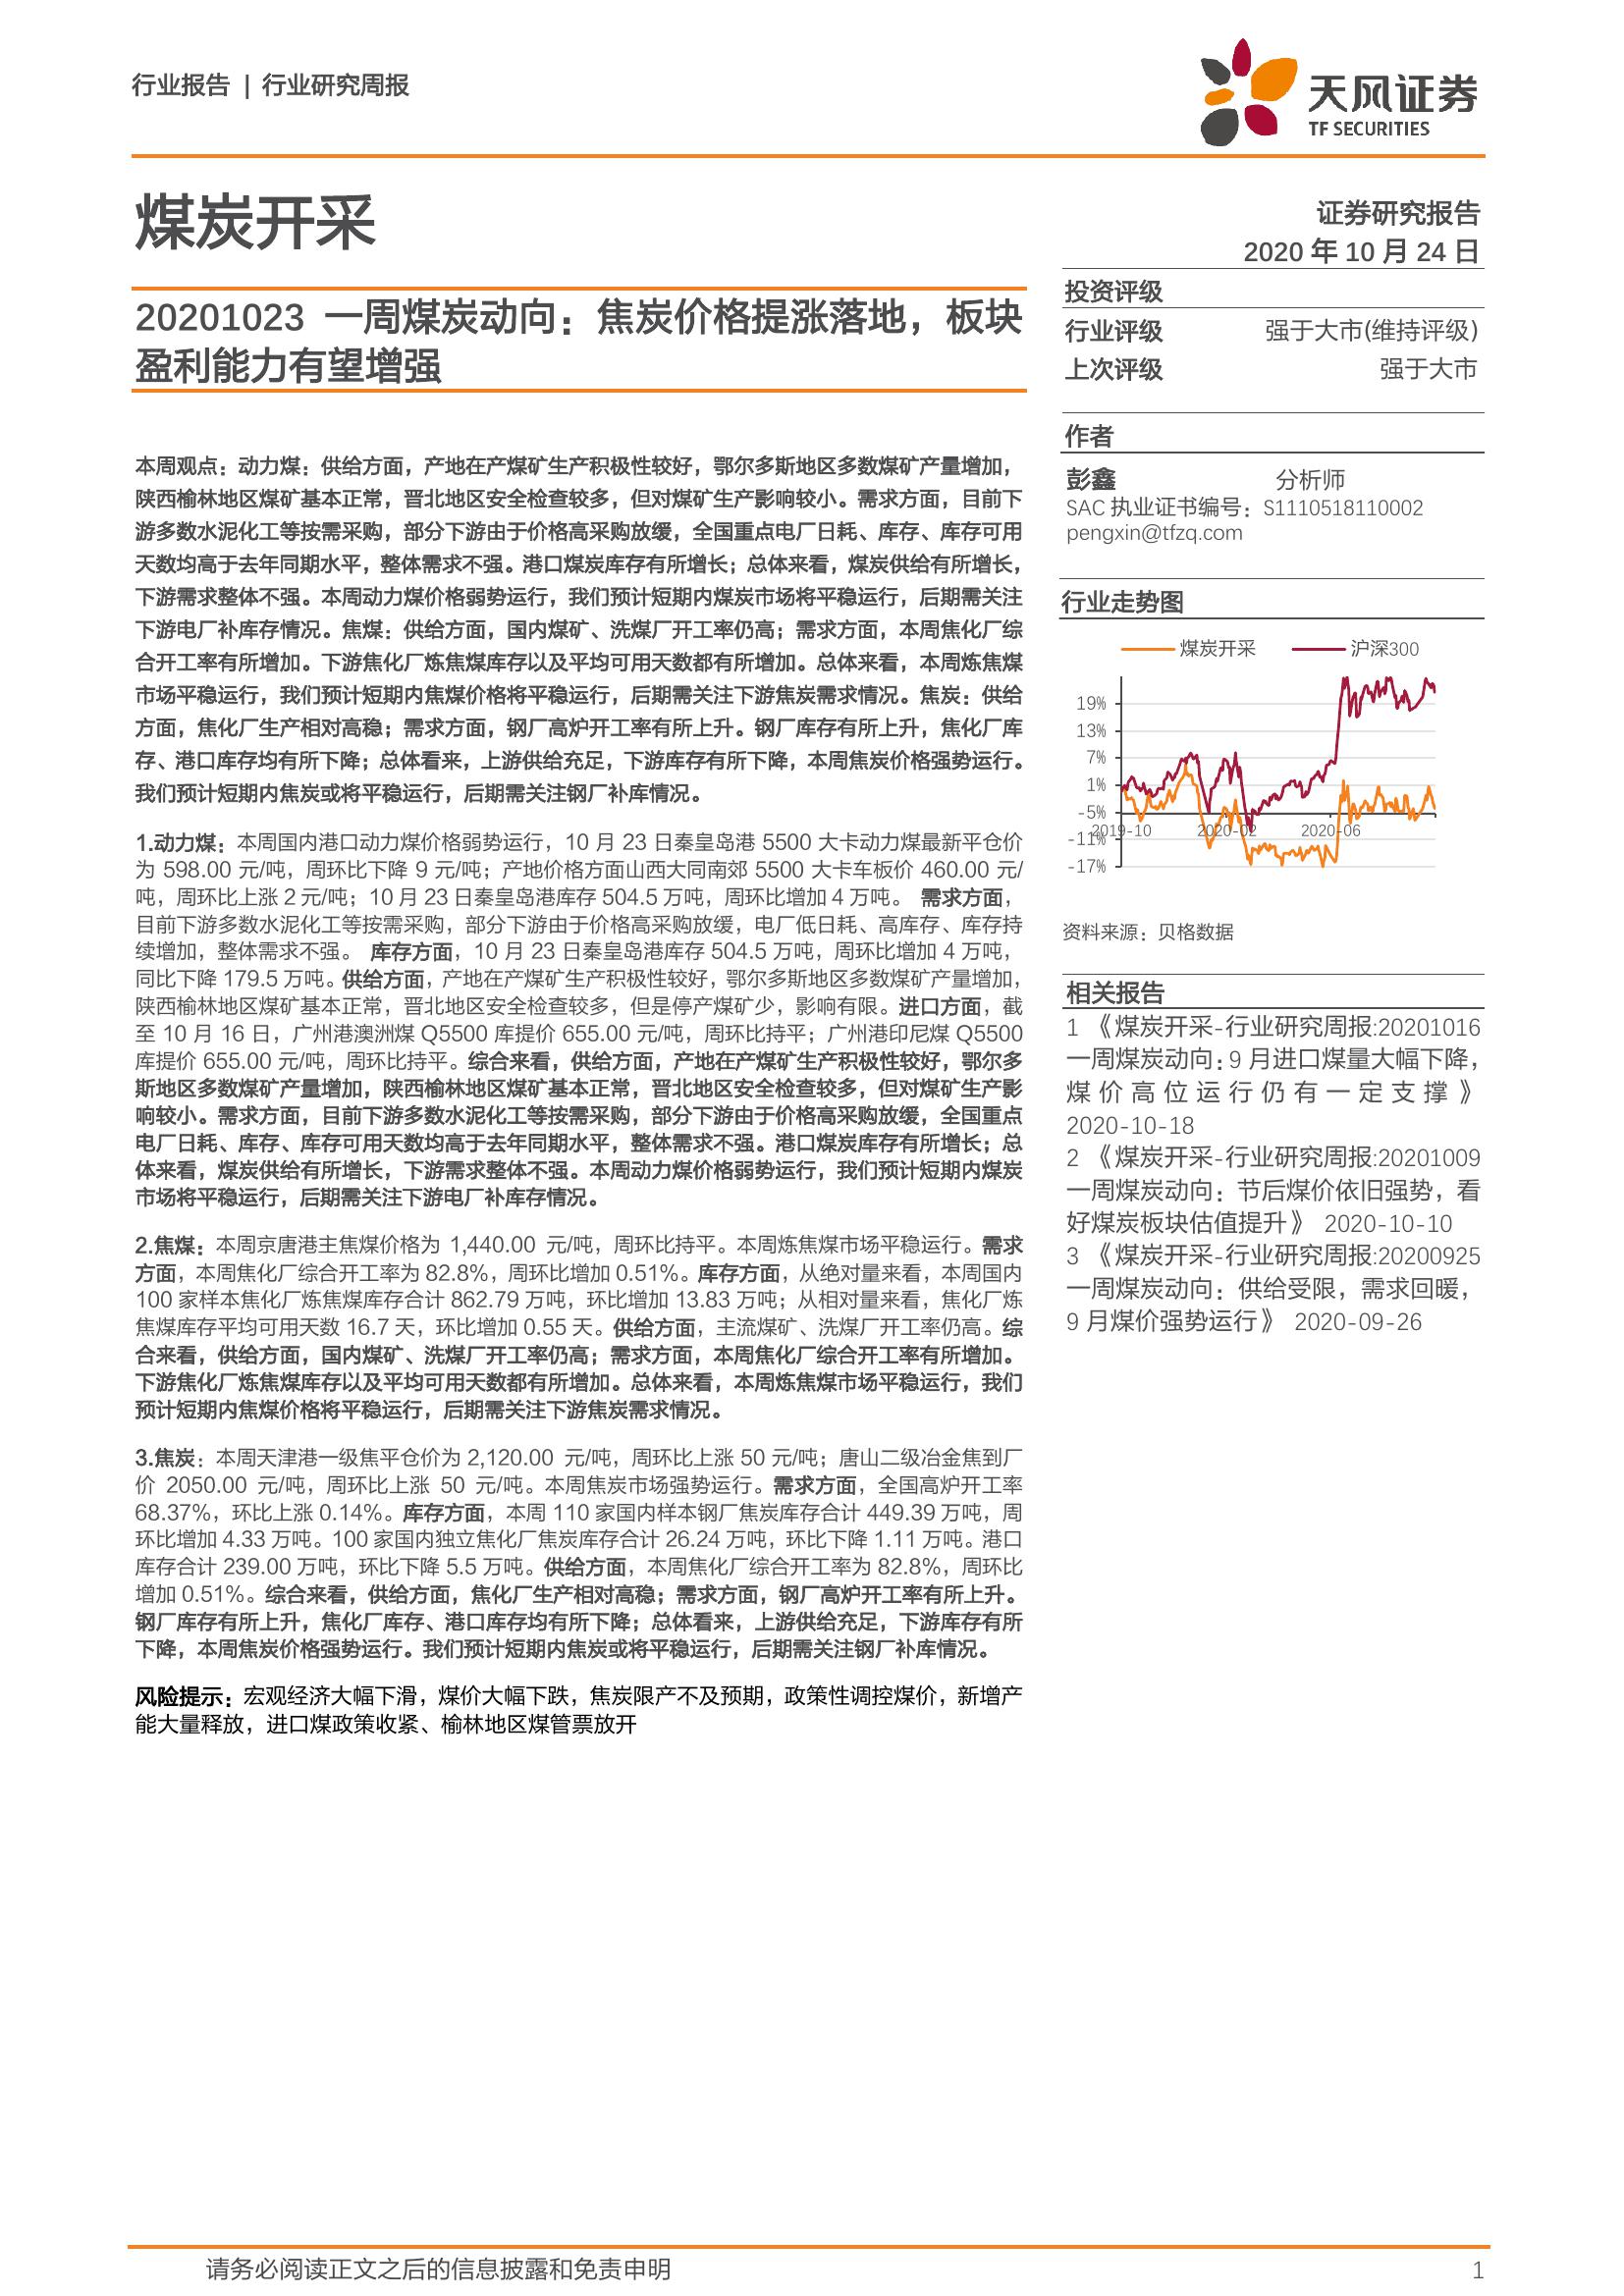 行业报告 | 行业研究周报
天风证券
TF SECURITIES
煤炭开采
证券研究报告
2020 年 10 月 24 日
20201023 一周煤炭动向：焦炭价格提涨落地，板块
盈利能力有望增强
本周观点：动力煤：供给方面，产地在产煤矿生产积极性较好，鄂尔多斯地区多数煤矿产量增加，
陕西榆林地区煤矿基本正常，晋北地区安全检查较多，但对煤矿生产影响较小。需求方面，目前下
游多数水泥化工等按需采购，部分下游由于价格高采购放缓，全国重点电厂日耗、库存、库存可用
天数均高于去年同期水平，整体需求不强。港口煤炭库存有所增长；总体来看，煤炭供给有所增长，
下游需求整体不强。本周动力煤价格弱势运行，我们预计短期内煤炭市场将平稳运行，后期需关注
下游电厂补库存情况。焦煤：供给方面，国内煤矿、洗煤厂开工率仍高；需求方面，本周焦化厂综
合开工率有所增加。下游焦化厂炼焦煤库存以及平均可用天数都有所增加。总体来看，本周炼焦煤
市场平稳运行，我们预计短期内焦煤价格将平稳运行，后期需关注下游焦炭需求情况。焦炭：供给
方面，焦化厂生产相对高稳；需求方面，钢厂高炉开工率有所上升。钢厂库存有所上升，焦化厂库
存、港口库存均有所下降；总体看来，上游供给充足，下游库存有所下降，本周焦炭价格强势运行。
我们预计短期内焦炭或将平稳运行，后期需关注钢厂补库情况。
1.动力煤：本周国内港口动力煤价格弱势运行，10 月 23 日秦皇岛港 5500 大卡动力煤最新平仓价
为 598.00 元/吨，周环比下降 9 元/吨；产地价格方面山西大同南郊 5500 大卡车板价 460.00 元/
吨，周环比上涨 2 元/吨；10 月 23 日秦皇岛港库存 504.5 万吨，周环比增加 4 万吨。 需求方面，
目前下游多数水泥化工等按需采购，部分下游由于价格高采购放缓，电厂低日耗、高库存、库存持
续增加，整体需求不强。 库存方面，10 月 23 日秦皇岛港库存 504.5 万吨，周环比增加 4 万吨，
同比下降 179.5 万吨。供给方面，产地在产煤矿生产积极性较好，鄂尔多斯地区多数煤矿产量增加，
陕西榆林地区煤矿基本正常，晋北地区安全检查较多，但是停产煤矿少，影响有限。进口方面，截
至 10 月 16 日，广州港澳洲煤 Q5500 库提价 655.00 元/吨，周环比持平；广州港印尼煤 Q5500
库提价 655.00 元/吨，周环比持平。综合来看，供给方面，产地在产煤矿生产积极性较好，鄂尔多
斯地区多数煤矿产量增加，陕西榆林地区煤矿基本正常，晋北地区安全检查较多，但对煤矿生产影
响较小。需求方面，目前下游多数水泥化工等按需采购，部分下游由于价格高采购放缓，全国重点
电厂日耗、库存、库存可用天数均高于去年同期水平，整体需求不强。港口煤炭库存有所增长；总
体来看，煤炭供给有所增长，下游需求整体不强。本周动力煤价格弱势运行，我们预计短期内煤炭
市场将平稳运行，后期需关注下游电厂补库存情况。
2.焦煤：本周京唐港主焦煤价格为 1,440.00 元/吨，周环比持平。本周炼焦煤市场平稳运行。需求
方面，本周焦化厂综合开工率为 82.8%，周环比增加 0.51%。库存方面，从绝对量来看，本周国内
100 家样本焦化厂炼焦煤库存合计 862.79 万吨，环比增加 13.83 万吨；从相对量来看，焦化厂炼
焦煤库存平均可用天数 16.7 天，环比增加 0.55 天。供给方面，主流煤矿、洗煤厂开工率仍高。综
合来看，供给方面，国内煤矿、洗煤厂开工率仍高；需求方面，本周焦化厂综合开工率有所增加。
下游焦化厂炼焦煤库存以及平均可用天数都有所增加。总体来看，本周炼焦煤市场平稳运行，我们
预计短期内焦煤价格将平稳运行，后期需关注下游焦炭需求情况。
3.焦炭：本周天津港一级焦平仓价为 2,120.00 元/吨，周环比上涨 50 元/吨；唐山二级冶金焦到厂
价 2050.00 元/吨，周环比上涨 50 元/吨。本周焦炭市场强势运行。需求方面，全国高炉开工率
68.37%，环比上涨 0.14%。库存方面，本周 110 家国内样本钢厂焦炭库存合计 449.39 万吨，周
环比增加 4.33 万吨。100 家国内独立焦化厂焦炭库存合计 26.24 万吨，环比下降 1.11 万吨。港口
库存合计 239.00 万吨，环比下降 5.5 万吨。供给方面，本周焦化厂综合开工率为 82.8%，周环比
增加 0.51%。综合来看，供给方面，焦化厂生产相对高稳；需求方面，钢厂高炉开工率有所上升。
钢厂库存有所上升，焦化厂库存、港口库存均有所下降；总体看来，上游供给充足，下游库存有所
下降，本周焦炭价格强势运行。我们预计短期内焦炭或将平稳运行，后期需关注钢厂补库情况。
风险提示：宏观经济大幅下滑，煤价大幅下跌，焦炭限产不及预期，政策性调控煤价，新增产
能大量释放，进口煤政策收紧、榆林地区煤管票放开
投资评级
行业评级 强于大市(维持评级)
上次评级 强于大市
作者
彭鑫 分析师
SAC 执业证书编号：S1110518110002
pengxin@tfzq.com
行业走势图
煤炭开采 沪深300
19%
13%
7%
1%
-5%
-11%
-17%
2019-10 2020-02 2020-06
资料来源：贝格数据
相关报告
1 《煤炭开采-行业研究周报:20201016
一周煤炭动向：9 月进口煤量大幅下降，
煤价高位运行仍有一定支撑》
2020-10-18
2 《煤炭开采-行业研究周报:20201009
一周煤炭动向：节后煤价依旧强势，看
好煤炭板块估值提升》 2020-10-10
3 《煤炭开采-行业研究周报:20200925
一周煤炭动向：供给受限，需求回暖，
9 月煤价强势运行》 2020-09-26
请务必阅读正文之后的信息披露和免责申明 1